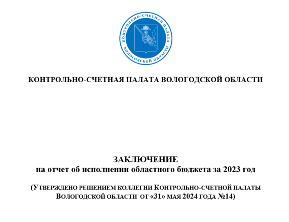 КОНТРОЛЬНО-СЧЕТНАЯ ПАЛАТА ВОЛОГОДСКОЙ ОБЛАСТИ
ЗАКЛЮЧЕНИЕ
на отчет об исполнении областного бюджета за 2023 год
(УТВЕРЖДЕНО РЕШЕНИЕМ КОЛЛЕГИИ КОНТРОЛЬНО-СЧЕТНОЙ ПАЛАТЫ
ВОЛОГОДСКОЙ ОБЛАСТИ ОТ «31» МАЯ 2024 ГОДА №14)